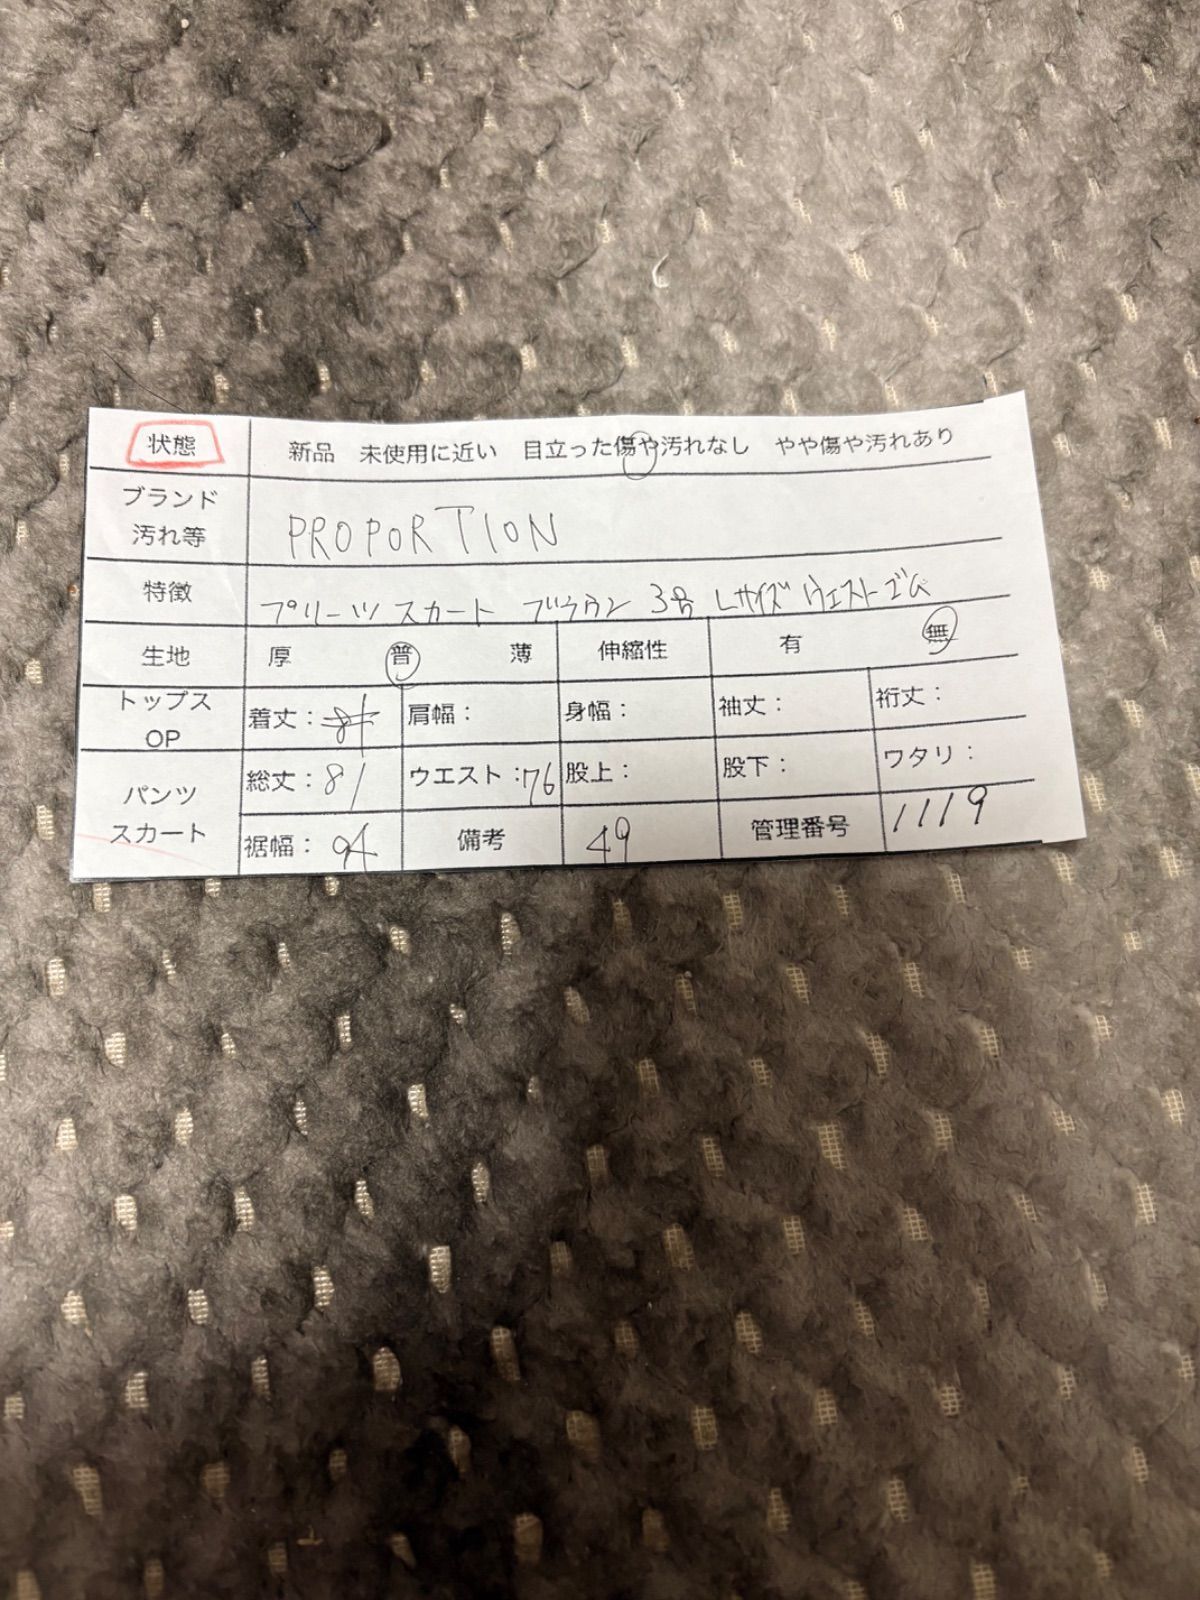 状態 新品 未使用に近い 目立った傷や汚れなし やや傷や汚れあり
ブランド
汚れ等 PROPORTION
特徴 プリーツ スカート ブラウン 3号 Lサイズ ウエストゴム
生地 厚 普 薄 伸縮性 有 無
トップス
OP 着丈: 81 肩幅: 身幅: 袖丈: 裄丈:
パンツ
スカート 総丈: 81 ウエスト: 76 股上: 股下: ワタリ:
裾幅: 94 備考 49 管理番号 1119